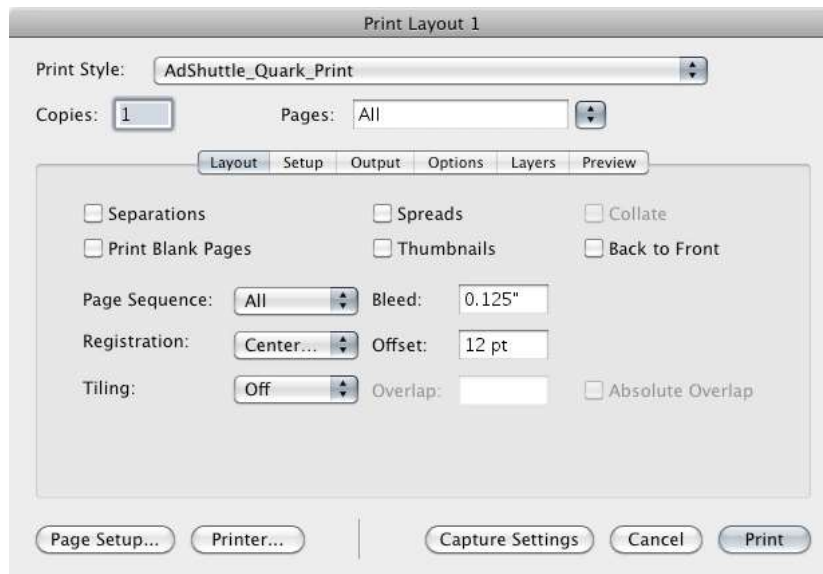 Print Layout 1
Print Style: AdShuttle_Quark_Print
Copies: 1 Pages: All
Layout Setup Output Options Layers Preview
Separations Spreads Collate
Print Blank Pages Thumbnails Back to Front
Page Sequence: All Bleed: 0.125"
Registration: Center... Offset: 12 pt
Tiling: Off Overlap: Absolute Overlap
Page Setup... Printer... Capture Settings Cancel Print